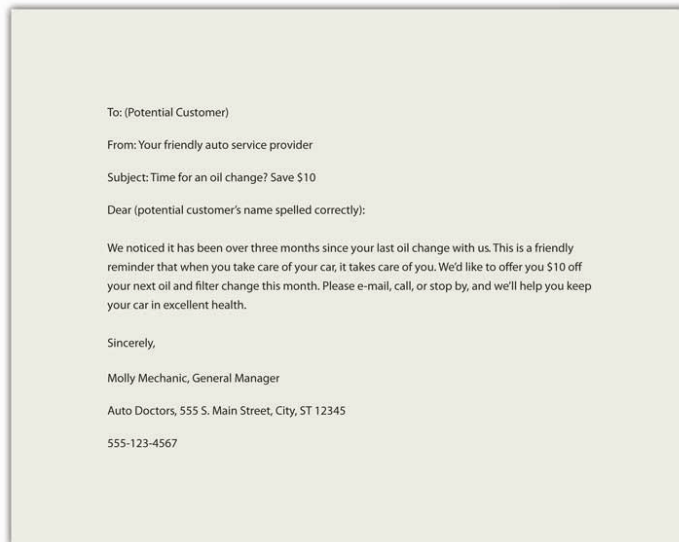 To: (Potential Customer)
From: Your friendly auto service provider
Subject: Time for an oil change? Save $10
Dear (potential customer's name spelled correctly):
We noticed it has been over three months since your last oil change with us. This is a friendly
reminder that when you take care of your car, it takes care of you. We'd like to offer you $10 off
your next oil and filter change this month. Please e-mail, call, or stop by, and we'll help you keep
your car in excellent health.
Sincerely,
Molly Mechanic, General Manager
Auto Doctors, 555 S. Main Street, City, ST 12345
555-123-4567